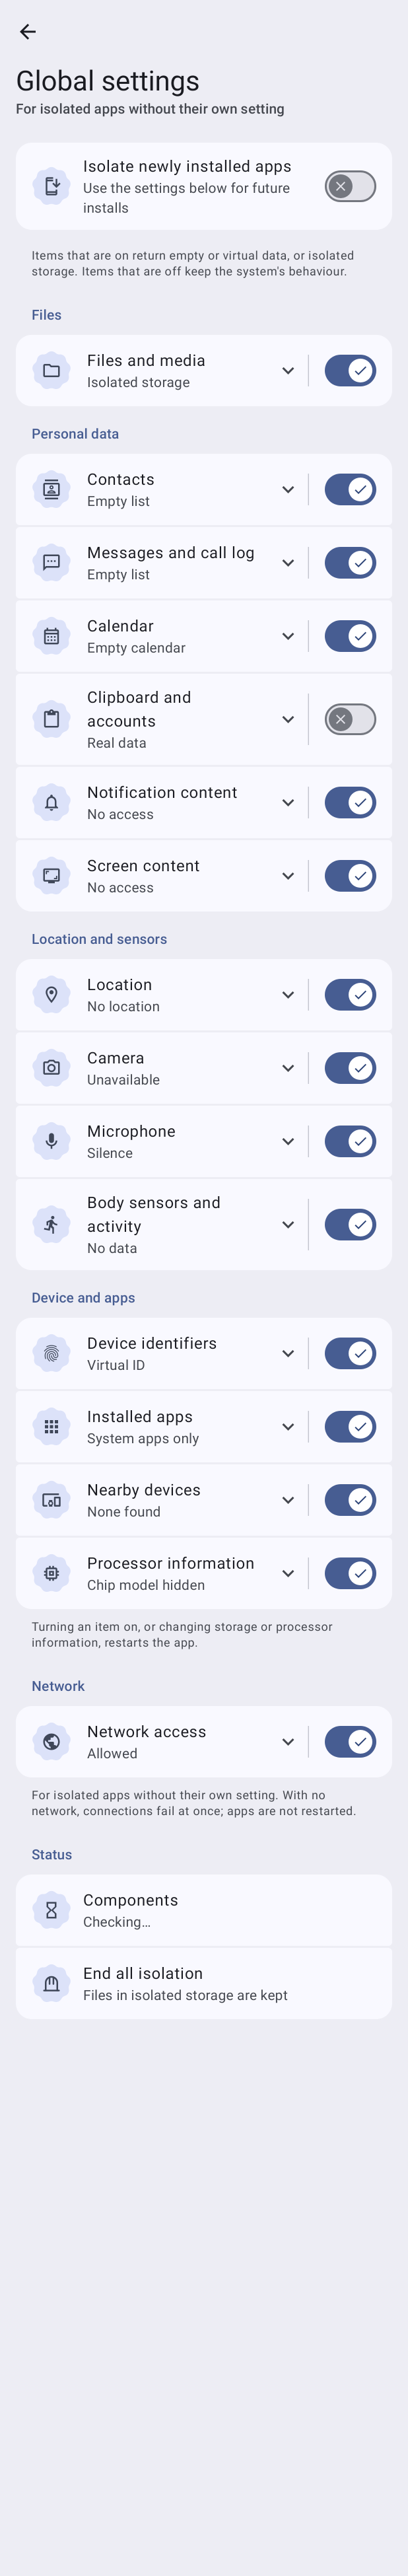 Global settings
For isolated apps without their own setting
Isolate newly installed apps
Use the settings below for future
installs
Items that are on return empty or virtual data, or isolated
storage. Items that are off keep the system's behaviour.
Files
Files and media
Isolated storage
Personal data
Contacts
Empty list
Messages and call log
Empty list
Calendar
Empty calendar
Clipboard and
accounts
Real data
Notification content
No access
Screen content
No access
Location and sensors
Location
No location
Camera
Unavailable
Microphone
Silence
Body sensors and
activity
No data
Device and apps
Device identifiers
Virtual ID
Installed apps
System apps only
Nearby devices
None found
Processor information
Chip model hidden
Turning an item on, or changing storage or processor
information, restarts the app.
Network
Network access
Allowed
For isolated apps without their own setting. With no
network, connections fail at once; apps are not restarted.
Status
Components
Checking…
End all isolation
Files in isolated storage are kept